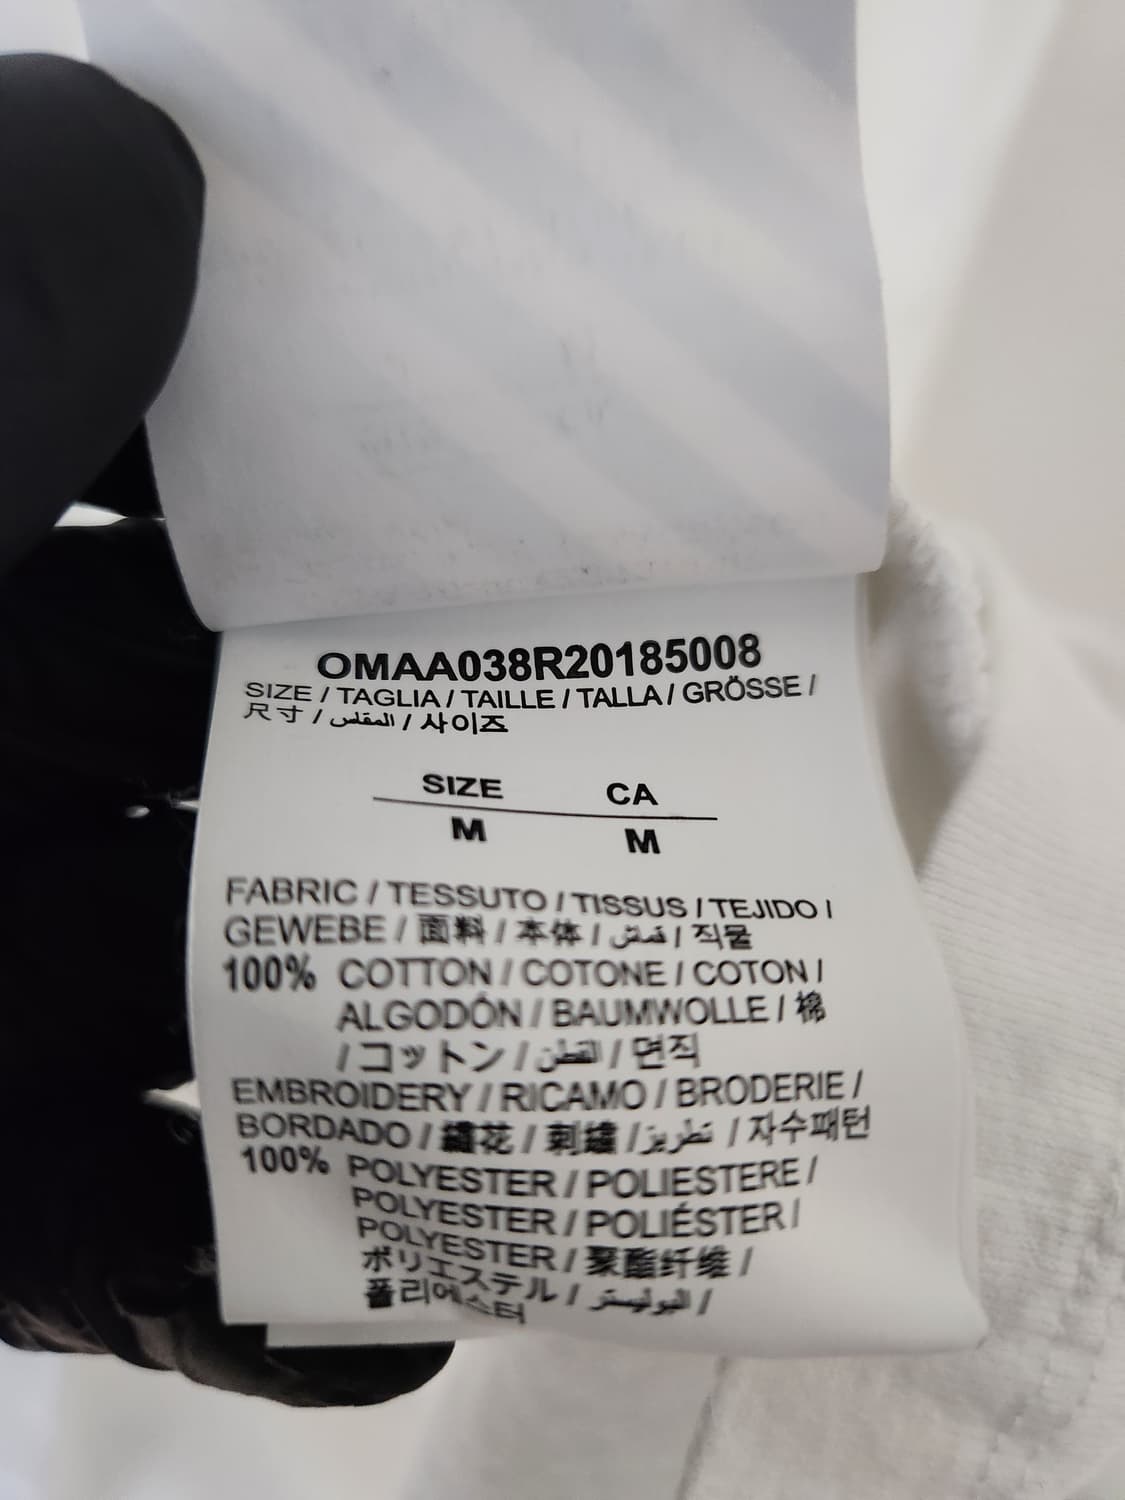 OMAA038R20185008
SIZE / TAGLIA / TAILLE / TALLA / GRÖSSE /
尺寸 / المقاس / 사이즈
SIZE CA
M M
FABRIC / TESSUTO / TISSUS / TEJIDO /
GEWEBE / 面料 / 本体 / قماش / 직물
100% COTTON / COTONE / COTON /
ALGODÓN / BAUMWOLLE / 棉
/ コットン / القطن / 면직
EMBROIDERY / RICAMO / BRODERIE /
BORDADO / 繡花 / 刺繍 / تطريز / 자수패턴
100% POLYESTER / POLIESTERE /
POLYESTER / POLIÉSTER /
POLYESTER / 聚酯纤维 /
ポリエステル / البوليستر /
폴리에스터